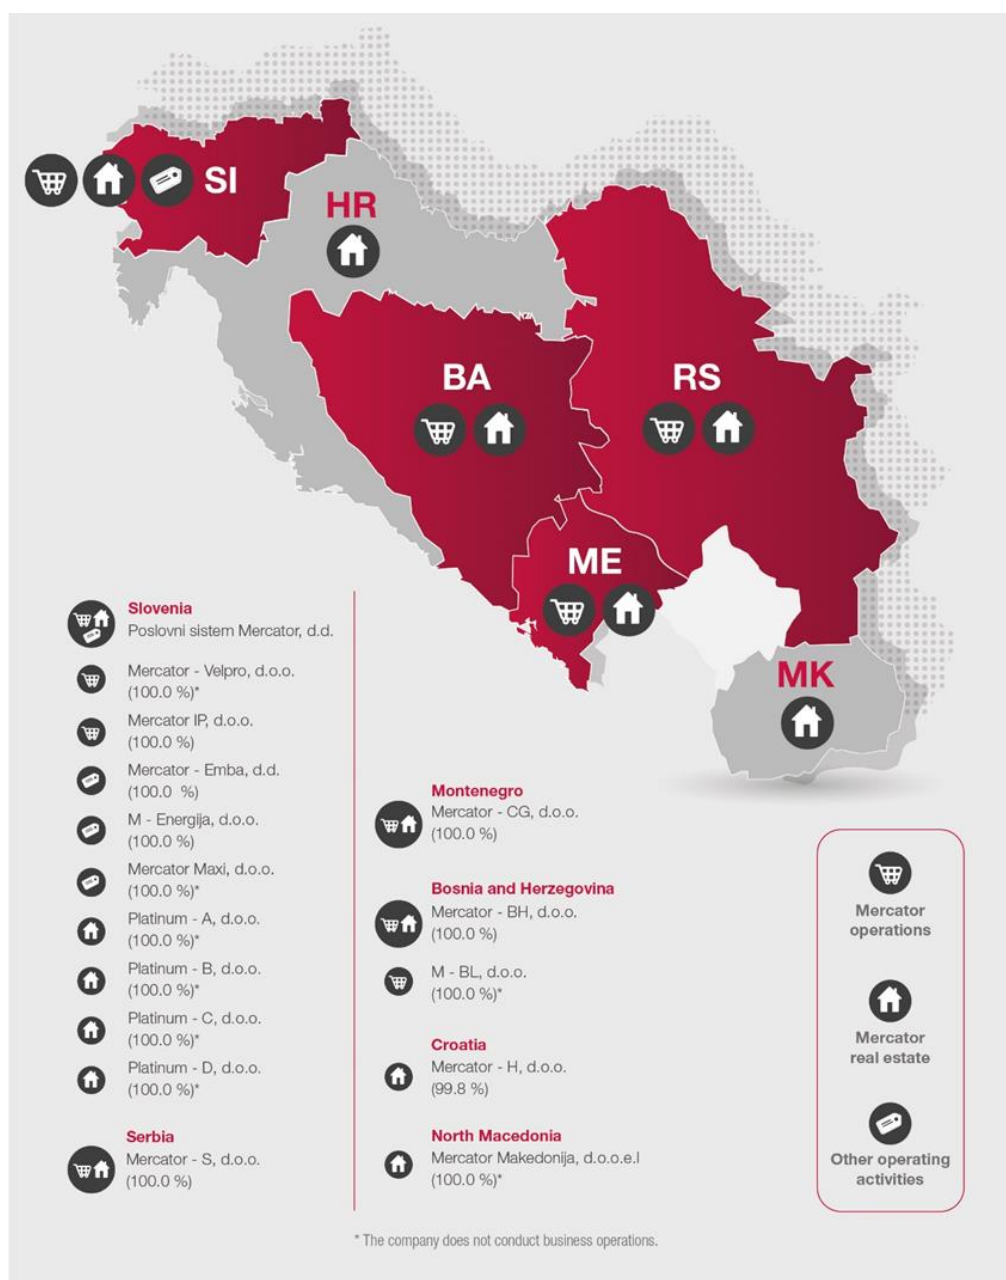 SI
HR
BA
RS
ME
MK
Slovenia
Poslovni sistem Mercator, d.d.
Mercator - Velpro, d.o.o.
(100.0 %)*
Mercator IP, d.o.o.
(100.0 %)
Mercator - Emba, d.d.
(100.0  %)
M - Energija, d.o.o.
(100.0 %)
Mercator Maxi, d.o.o.
(100.0 %)*
Platinum - A, d.o.o.
(100.0 %)*
Platinum - B, d.o.o.
(100.0 %)*
Platinum - C, d.o.o.
(100.0 %)*
Platinum - D, d.o.o.
(100.0 %)*
Serbia
Mercator - S, d.o.o.
(100.0 %)
Montenegro
Mercator - CG, d.o.o.
(100.0 %)
Bosnia and Herzegovina
Mercator - BH, d.o.o.
(100.0 %)
M - BL, d.o.o.
(100.0 %)*
Croatia
Mercator - H, d.o.o.
(99.8 %)
North Macedonia
Mercator Makedonija, d.o.o.e.l
(100.0 %)*
Mercator
operations
Mercator
real estate
Other operating
activities
* The company does not conduct business operations.